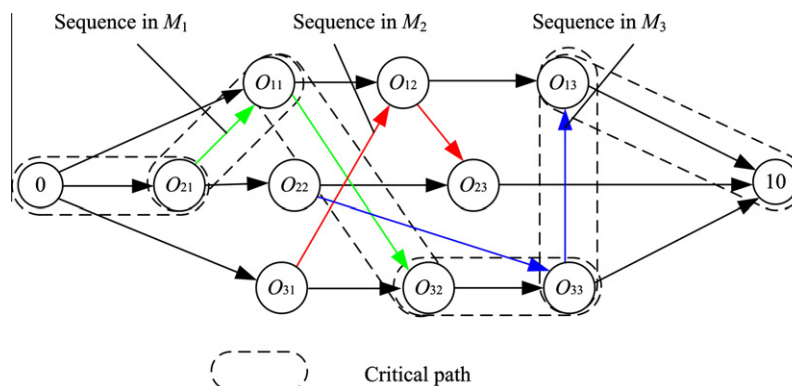 Sequence in M1 Sequence in M2 Sequence in M3
O11 O12 O13
0 O21 O22 O23 10
O31 O32 O33
Critical path